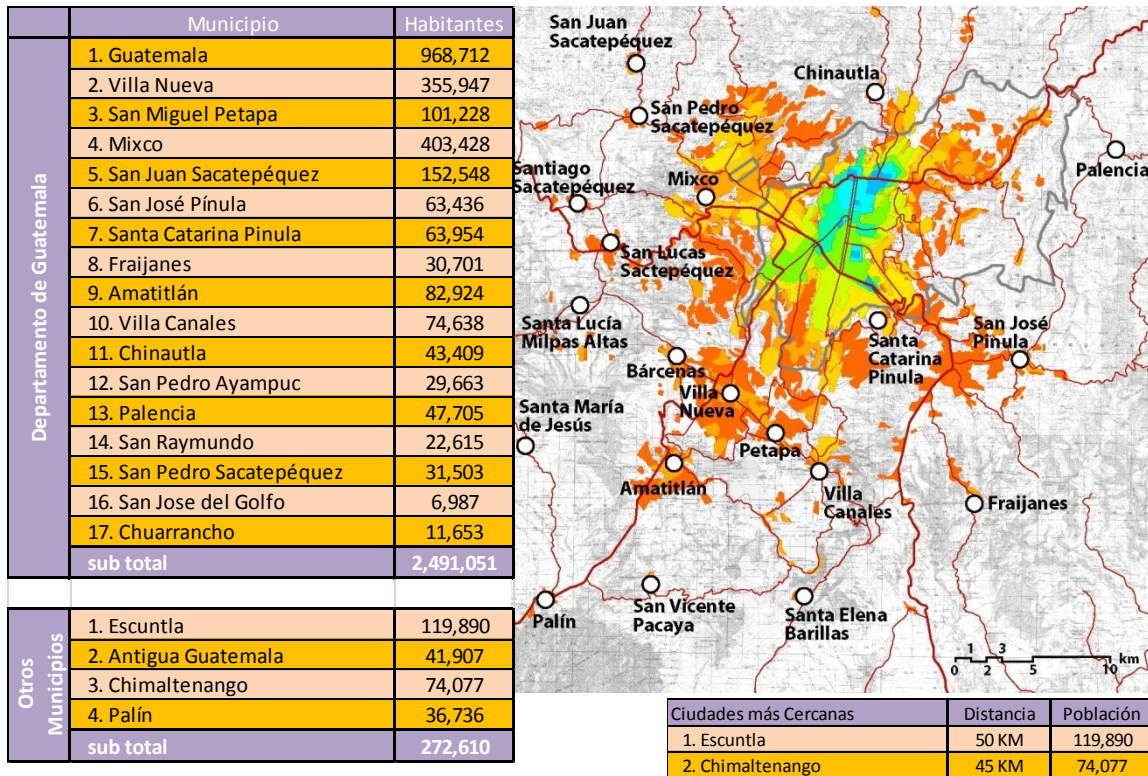 Municipio Habitantes
Departamento de Guatemala
1. Guatemala 968,712
2. Villa Nueva 355,947
3. San Miguel Petapa 101,228
4. Mixco 403,428
5. San Juan Sacatepéquez 152,548
6. San José Pínula 63,436
7. Santa Catarina Pinula 63,954
8. Fraijanes 30,701
9. Amatitlán 82,924
10. Villa Canales 74,638
11. Chinautla 43,409
12. San Pedro Ayampuc 29,663
13. Palencia 47,705
14. San Raymundo 22,615
15. San Pedro Sacatepéquez 31,503
16. San Jose del Golfo 6,987
17. Chuarrancho 11,653
sub total 2,491,051
Otros
Municipios
1. Escuntla 119,890
2. Antigua Guatemala 41,907
3. Chimaltenango 74,077
4. Palín 36,736
sub total 272,610
San Juan
Sacatepéquez
Chinautla
San Pedro
Sacatepéquez
Palencia
Santiago
Sacatepéquez
Mixco
San Lucas
Sactepéquez
Santa Lucía
Milpas Altas
Santa
Catarina
Pinula
San José
Pinula
Bárcenas
Villa
Nueva
Santa María
de Jesús
Petapa
Amatitlán
Villa
Canales
Fraijanes
Palín
San Vicente
Pacaya
Santa Elena
Barillas
1 3
0 2 5 10 km
Ciudades más Cercanas Distancia Población
1. Escuntla 50 KM 119,890
2. Chimaltenango 45 KM 74,077